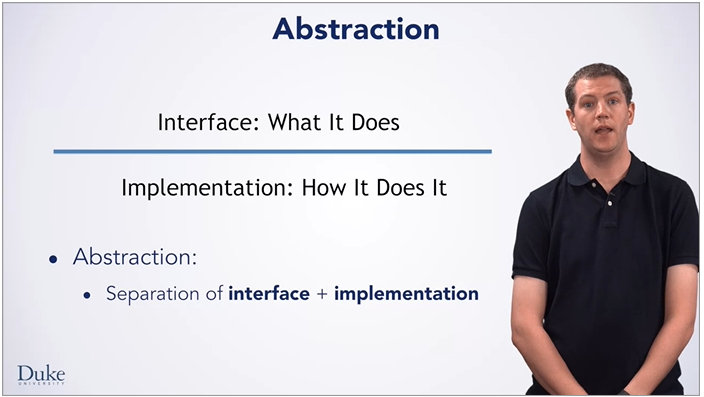 Abstraction
Interface: What It Does
Implementation: How It Does It
• Abstraction:
• Separation of interface + implementation
Duke
UNIVERSITY